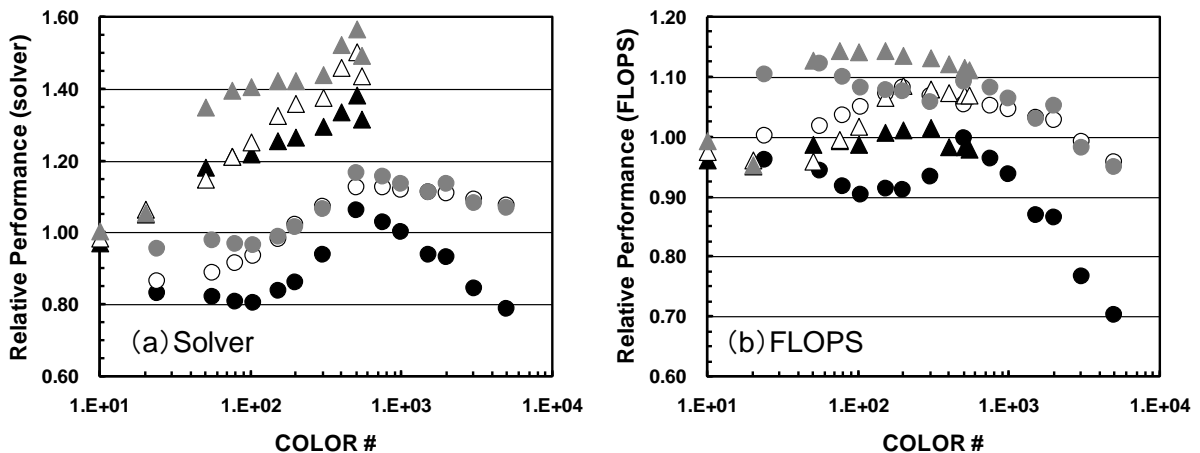 Relative Performance (solver)
1.60
1.40
1.20
1.00
0.80
0.60
(a) Solver
1.E+01
1.E+02
1.E+03
1.E+04
COLOR #
Relative Performance (FLOPS)
1.20
1.10
1.00
0.90
0.80
0.70
0.60
(b) FLOPS
1.E+01
1.E+02
1.E+03
1.E+04
COLOR #